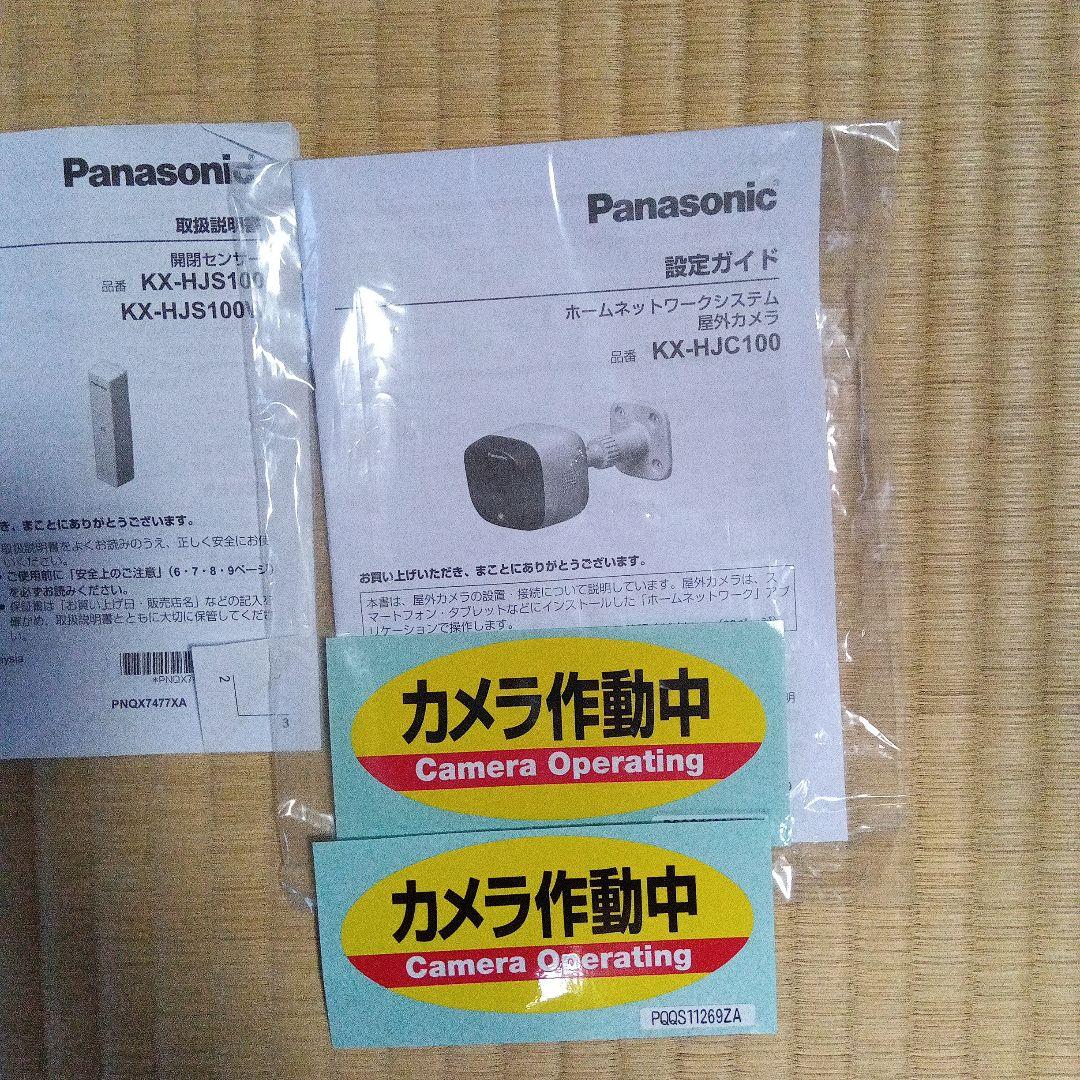 Panasonic
取扱説明書
開閉センサー
品番 KX-HJS100
KX-HJS100V
き、まことにありがとうございます。
取扱説明書をよくお読みのうえ、正しく安全にお使
いください。
ご使用前に「安全上のご注意」(6・7・8・9ページ)
を必ずお読みください。
保証書は「お買い上げ日・販売店名」などの記入を
確かめ、取扱説明書とともに大切に保管してくださ
い。
ysia
*PNQX7
PNQX7477XA
2
3
Panasonic
設定ガイド
ホームネットワークシステム
屋外カメラ
品番 KX-HJC100
Panasonic
お買い上げいただき、まことにありがとうございます。
本書は、屋外カメラの設置・接続について説明しています。屋外カメラは、ス
マートフォン・タブレットなどにインストールした「ホームネットワーク」アプ
リケーションで操作します。
明
カメラ作動中
Camera Operating
カメラ作動中
Camera Operating
PQQS11269ZA